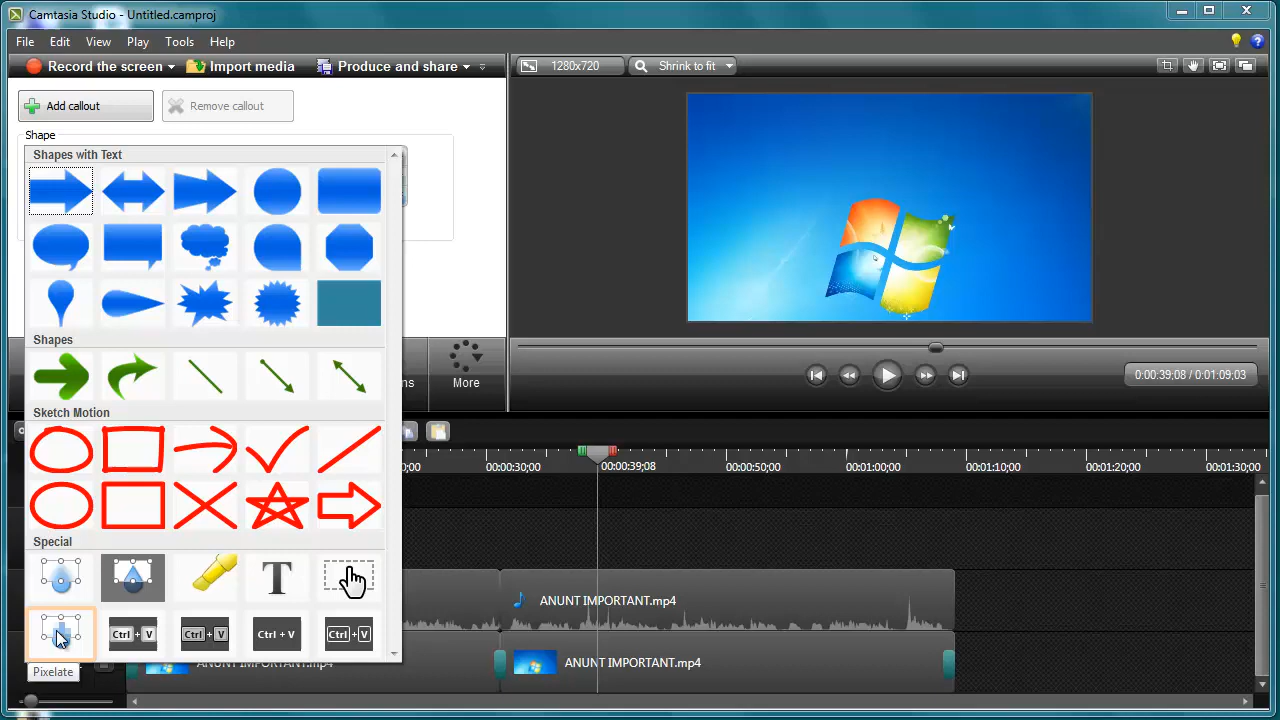 Camtasia Studio - Untitled.camproj
File Edit View Play Tools Help
Record the screen Import media Produce and share
1280x720 Shrink to fit
Add callout Remove callout
Shape
Shapes with Text
Shapes
Sketch Motion
Special
T
Ctrl + V Ctrl + V Ctrl + V Ctrl + V
Pixelate
More
0:00:39;08 / 0:01:09;03
00:00:30;00 00:00:39;08 00:00:50;00 00:01:00;00 00:01:10;00 00:01:20;00 00:01:30;00
ANUNT IMPORTANT.mp4
ANUNT IMPORTANT.mp4 ANUNT IMPORTANT.mp4